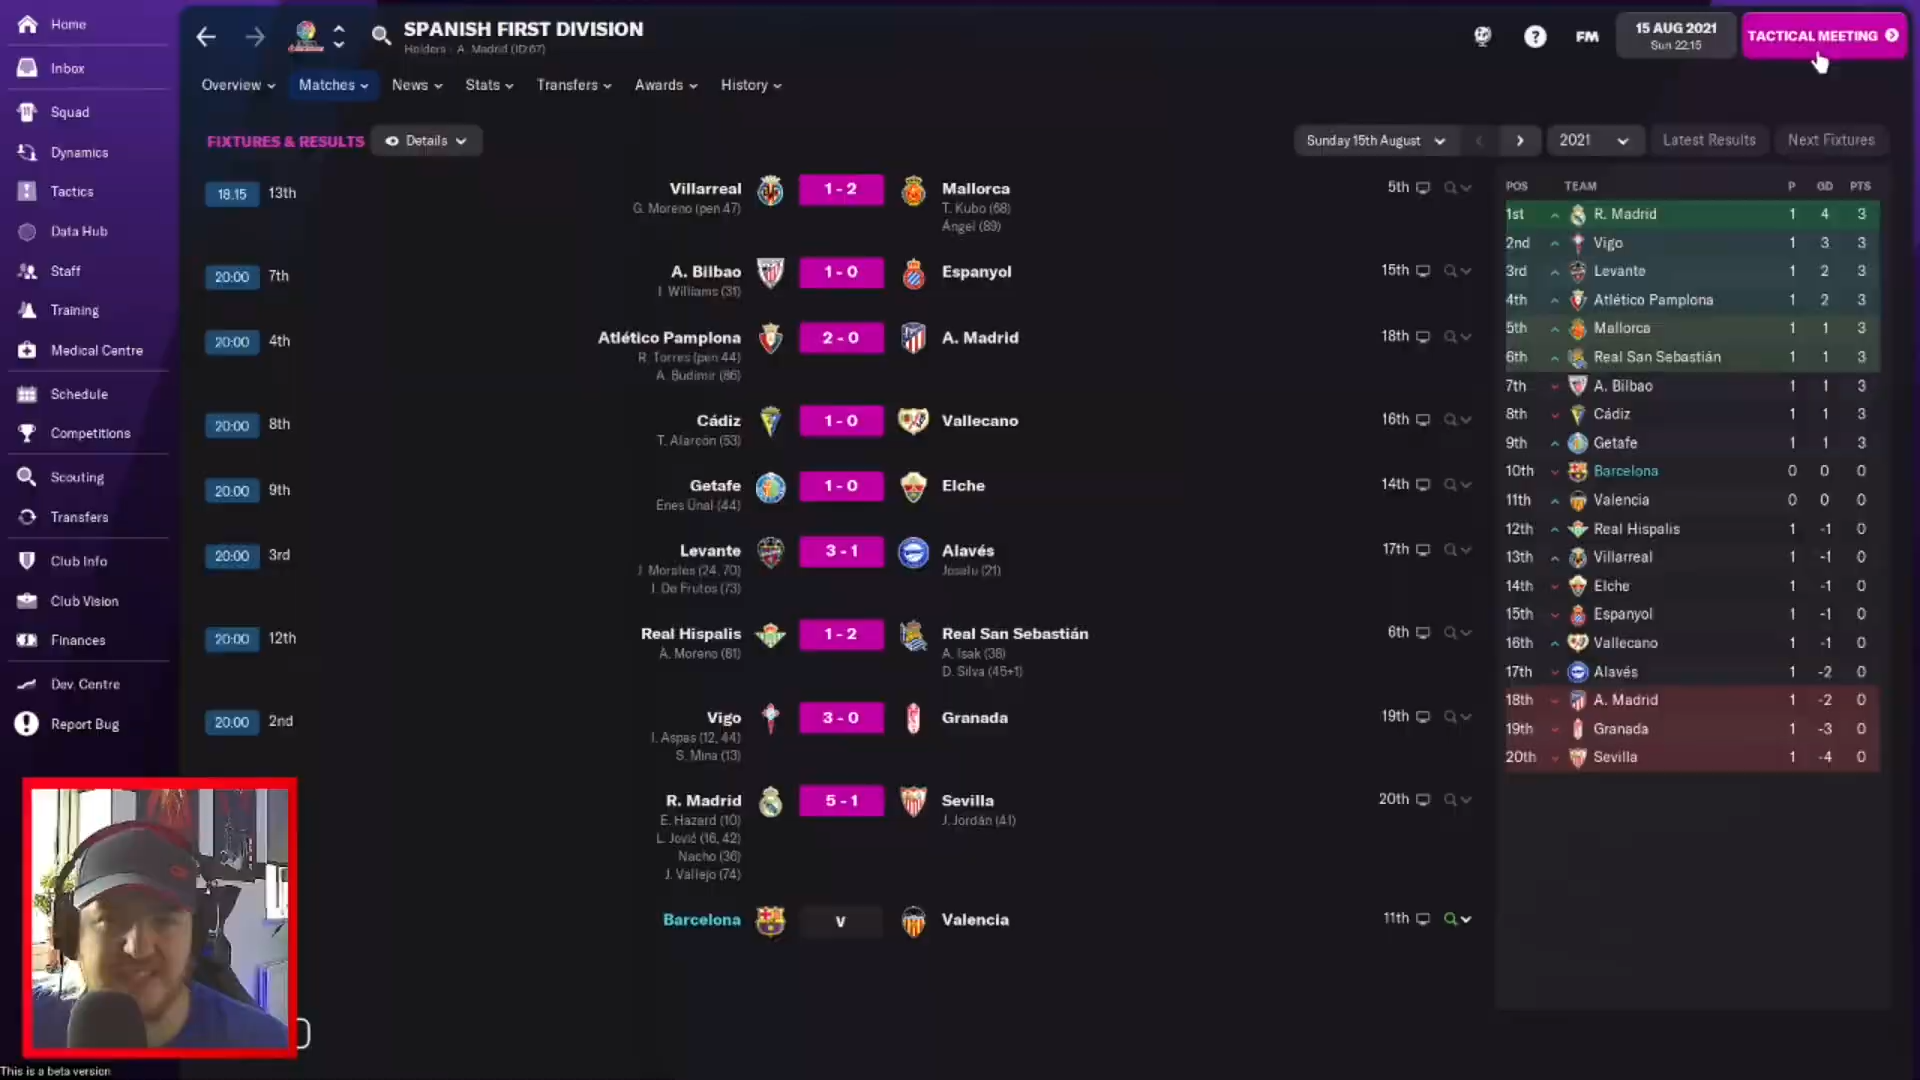 Home
Inbox
Squad
Dynamics
Tactics
Data Hub
Staff
Training
Medical Centre
Schedule
Competitions
Scouting
Transfers
Club Info
Club Vision
Finances
Dev. Centre
Report Bug
This is a beta version
SPANISH FIRST DIVISION
Holders - A. Madrid (ID:67)
FM
15 AUG 2021
Sun 22:15
TACTICAL MEETING
Overview Matches News Stats Transfers Awards History
FIXTURES & RESULTS Details
Sunday 15th August 2021 Latest Results Next Fixtures
18.15 13th Villarreal 1 - 2 Mallorca 5th
G. Moreno (pen 47) T. Kubo (68)
Ángel (89)
20:00 7th A. Bilbao 1 - 0 Espanyol 15th
I. Williams (31)
20:00 4th Atlético Pamplona 2 - 0 A. Madrid 18th
R. Torres (pen 44)
A. Budimir (86)
20:00 8th Cádiz 1 - 0 Vallecano 16th
T. Alarcón (53)
20:00 9th Getafe 1 - 0 Elche 14th
Enes Ünal (44)
20:00 3rd Levante 3 - 1 Alavés 17th
J. Morales (24, 70) Joselu (21)
J. De Frutos (73)
20:00 12th Real Hispalis 1 - 2 Real San Sebastián 6th
A. Moreno (61) A. Isak (38)
D. Silva (45+1)
20:00 2nd Vigo 3 - 0 Granada 19th
I. Aspas (12, 44)
S. Mina (13)
R. Madrid 5 - 1 Sevilla 20th
E. Hazard (10) J. Jordán (41)
L. Jović (16, 42)
Nacho (36)
J. Vallejo (74)
Barcelona v Valencia 11th
POS TEAM P GD PTS
1st R. Madrid 1 4 3
2nd Vigo 1 3 3
3rd Levante 1 2 3
4th Atlético Pamplona 1 2 3
5th Mallorca 1 1 3
6th Real San Sebastián 1 1 3
7th A. Bilbao 1 1 3
8th Cádiz 1 1 3
9th Getafe 1 1 3
10th Barcelona 0 0 0
11th Valencia 0 0 0
12th Real Hispalis 1 -1 0
13th Villarreal 1 -1 0
14th Elche 1 -1 0
15th Espanyol 1 -1 0
16th Vallecano 1 -1 0
17th Alavés 1 -2 0
18th A. Madrid 1 -2 0
19th Granada 1 -3 0
20th Sevilla 1 -4 0